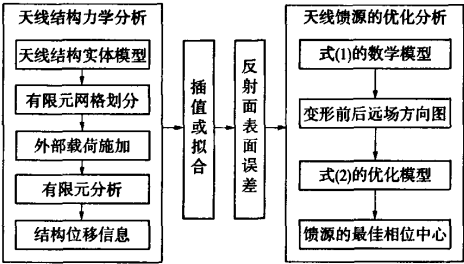 天线结构力学分析
天线结构实体模型
有限元网格划分
外部载荷施加
有限元分析
结构位移信息
插值或拟合
反射面表面误差
天线馈源的优化分析
式(1)的数学模型
变形前后远场方向图
式(2)的优化模型
馈源的最佳相位中心